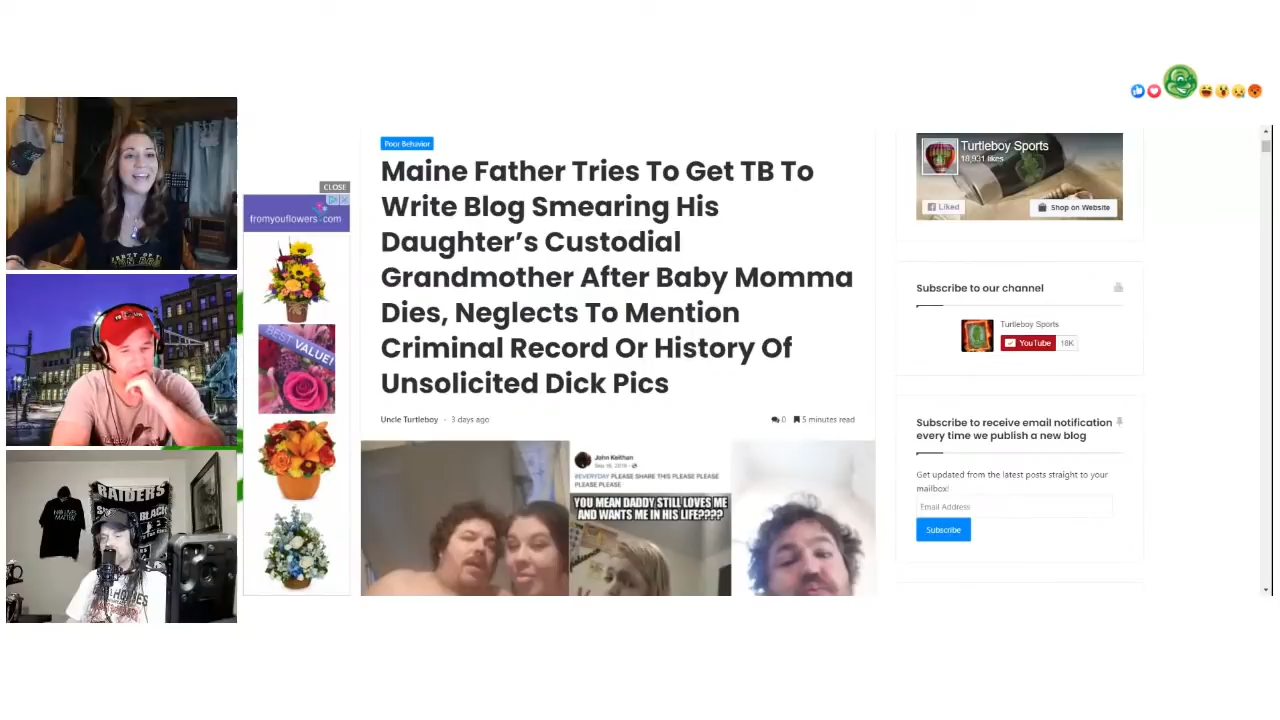 Poor Behavior
Maine Father Tries To Get TB To
Write Blog Smearing His
Daughter's Custodial
Grandmother After Baby Momma
Dies, Neglects To Mention
Criminal Record Or History Of
Unsolicited Dick Pics
Uncle Turtleboy • 3 days ago
0
5 minutes read
John Keithan
#EVERYDAY PLEASE SHARE THIS PLEASE PLEASE
PLEASE PLEASE
YOU MEAN DADDY STILL LOVES ME
AND WANTS ME IN HIS LIFE????
CLOSE
fromyouflowers.com
BEST VALUE!
Turtleboy Sports
18,931 likes
Liked
Shop on Website
Subscribe to our channel
Turtleboy Sports
YouTube
Subscribe to receive email notification
every time we publish a new blog
Get updated from the latest posts straight to your
mailbox!
Email Address
Subscribe
RAIDERS
BLACK